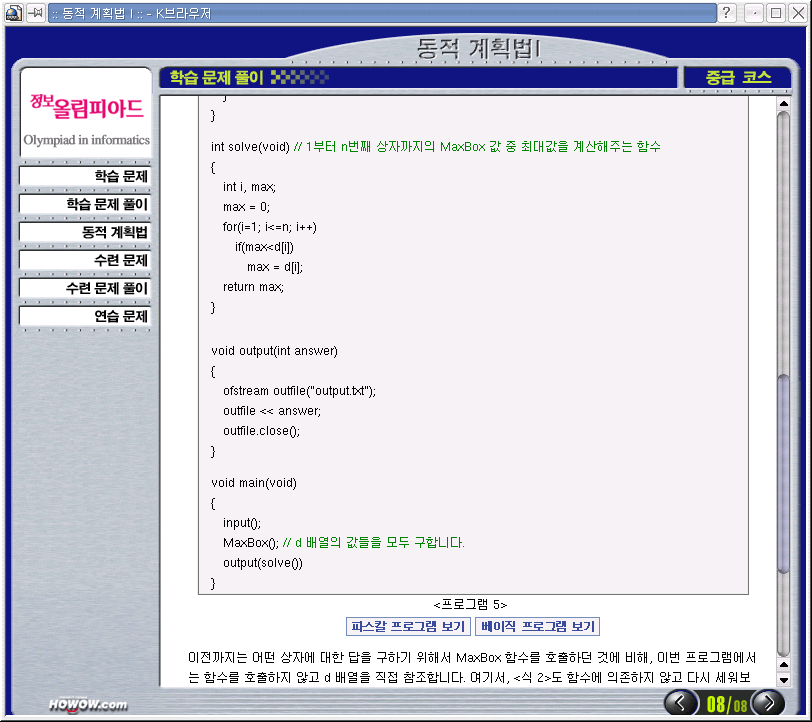 :: 동적 계획법 I :: - K브라우저
동적 계획법I
학습 문제 풀이
중급 코스
정보올림피아드
Olympiad in informatics
학습 문제
학습 문제 풀이
동적 계획법
수련 문제
수련 문제 풀이
연습 문제
}
}
int solve(void) // 1부터 n번째 상자까지의 MaxBox 값 중 최대값을 계산해주는 함수
{
int i, max;
max = 0;
for(i=1; i<=n; i++)
if(max<d[i])
max = d[i];
return max;
}
void output(int answer)
{
ofstream outfile("output.txt");
outfile << answer;
outfile.close();
}
void main(void)
{
input();
MaxBox(); // d 배열의 값들을 모두 구합니다.
output(solve())
}
<프로그램 5>
파스칼 프로그램 보기 베이직 프로그램 보기
이전까지는 어떤 상자에 대한 답을 구하기 위해서 MaxBox 함수를 호출하던 것에 비해, 이번 프로그램에서
는 함수를 호출하지 않고 d 배열을 직접 참조합니다. 여기서, <식 2>도 함수에 의존하지 않고 다시 세워보
HOWOW.com
08/08